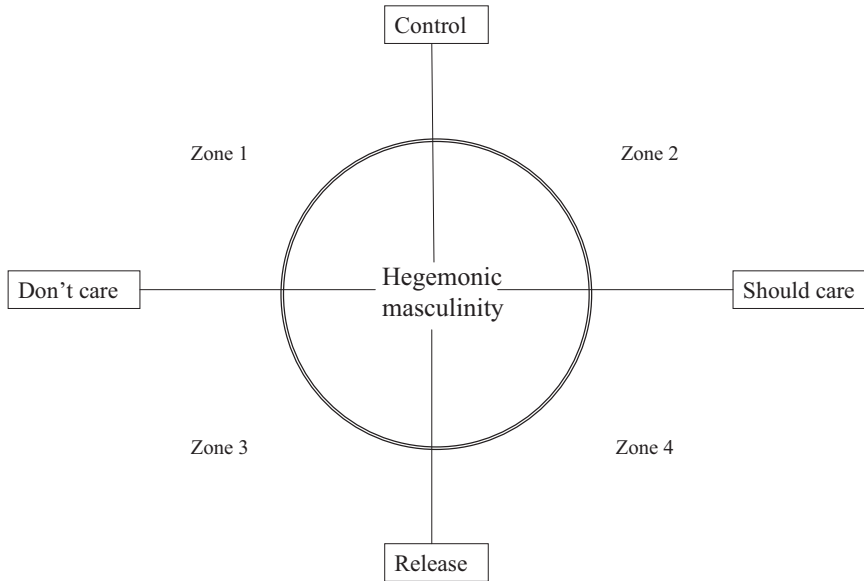 Control
Zone 1
Zone 2
Don’t care
Hegemonic
masculinity
Should care
Zone 3
Zone 4
Release